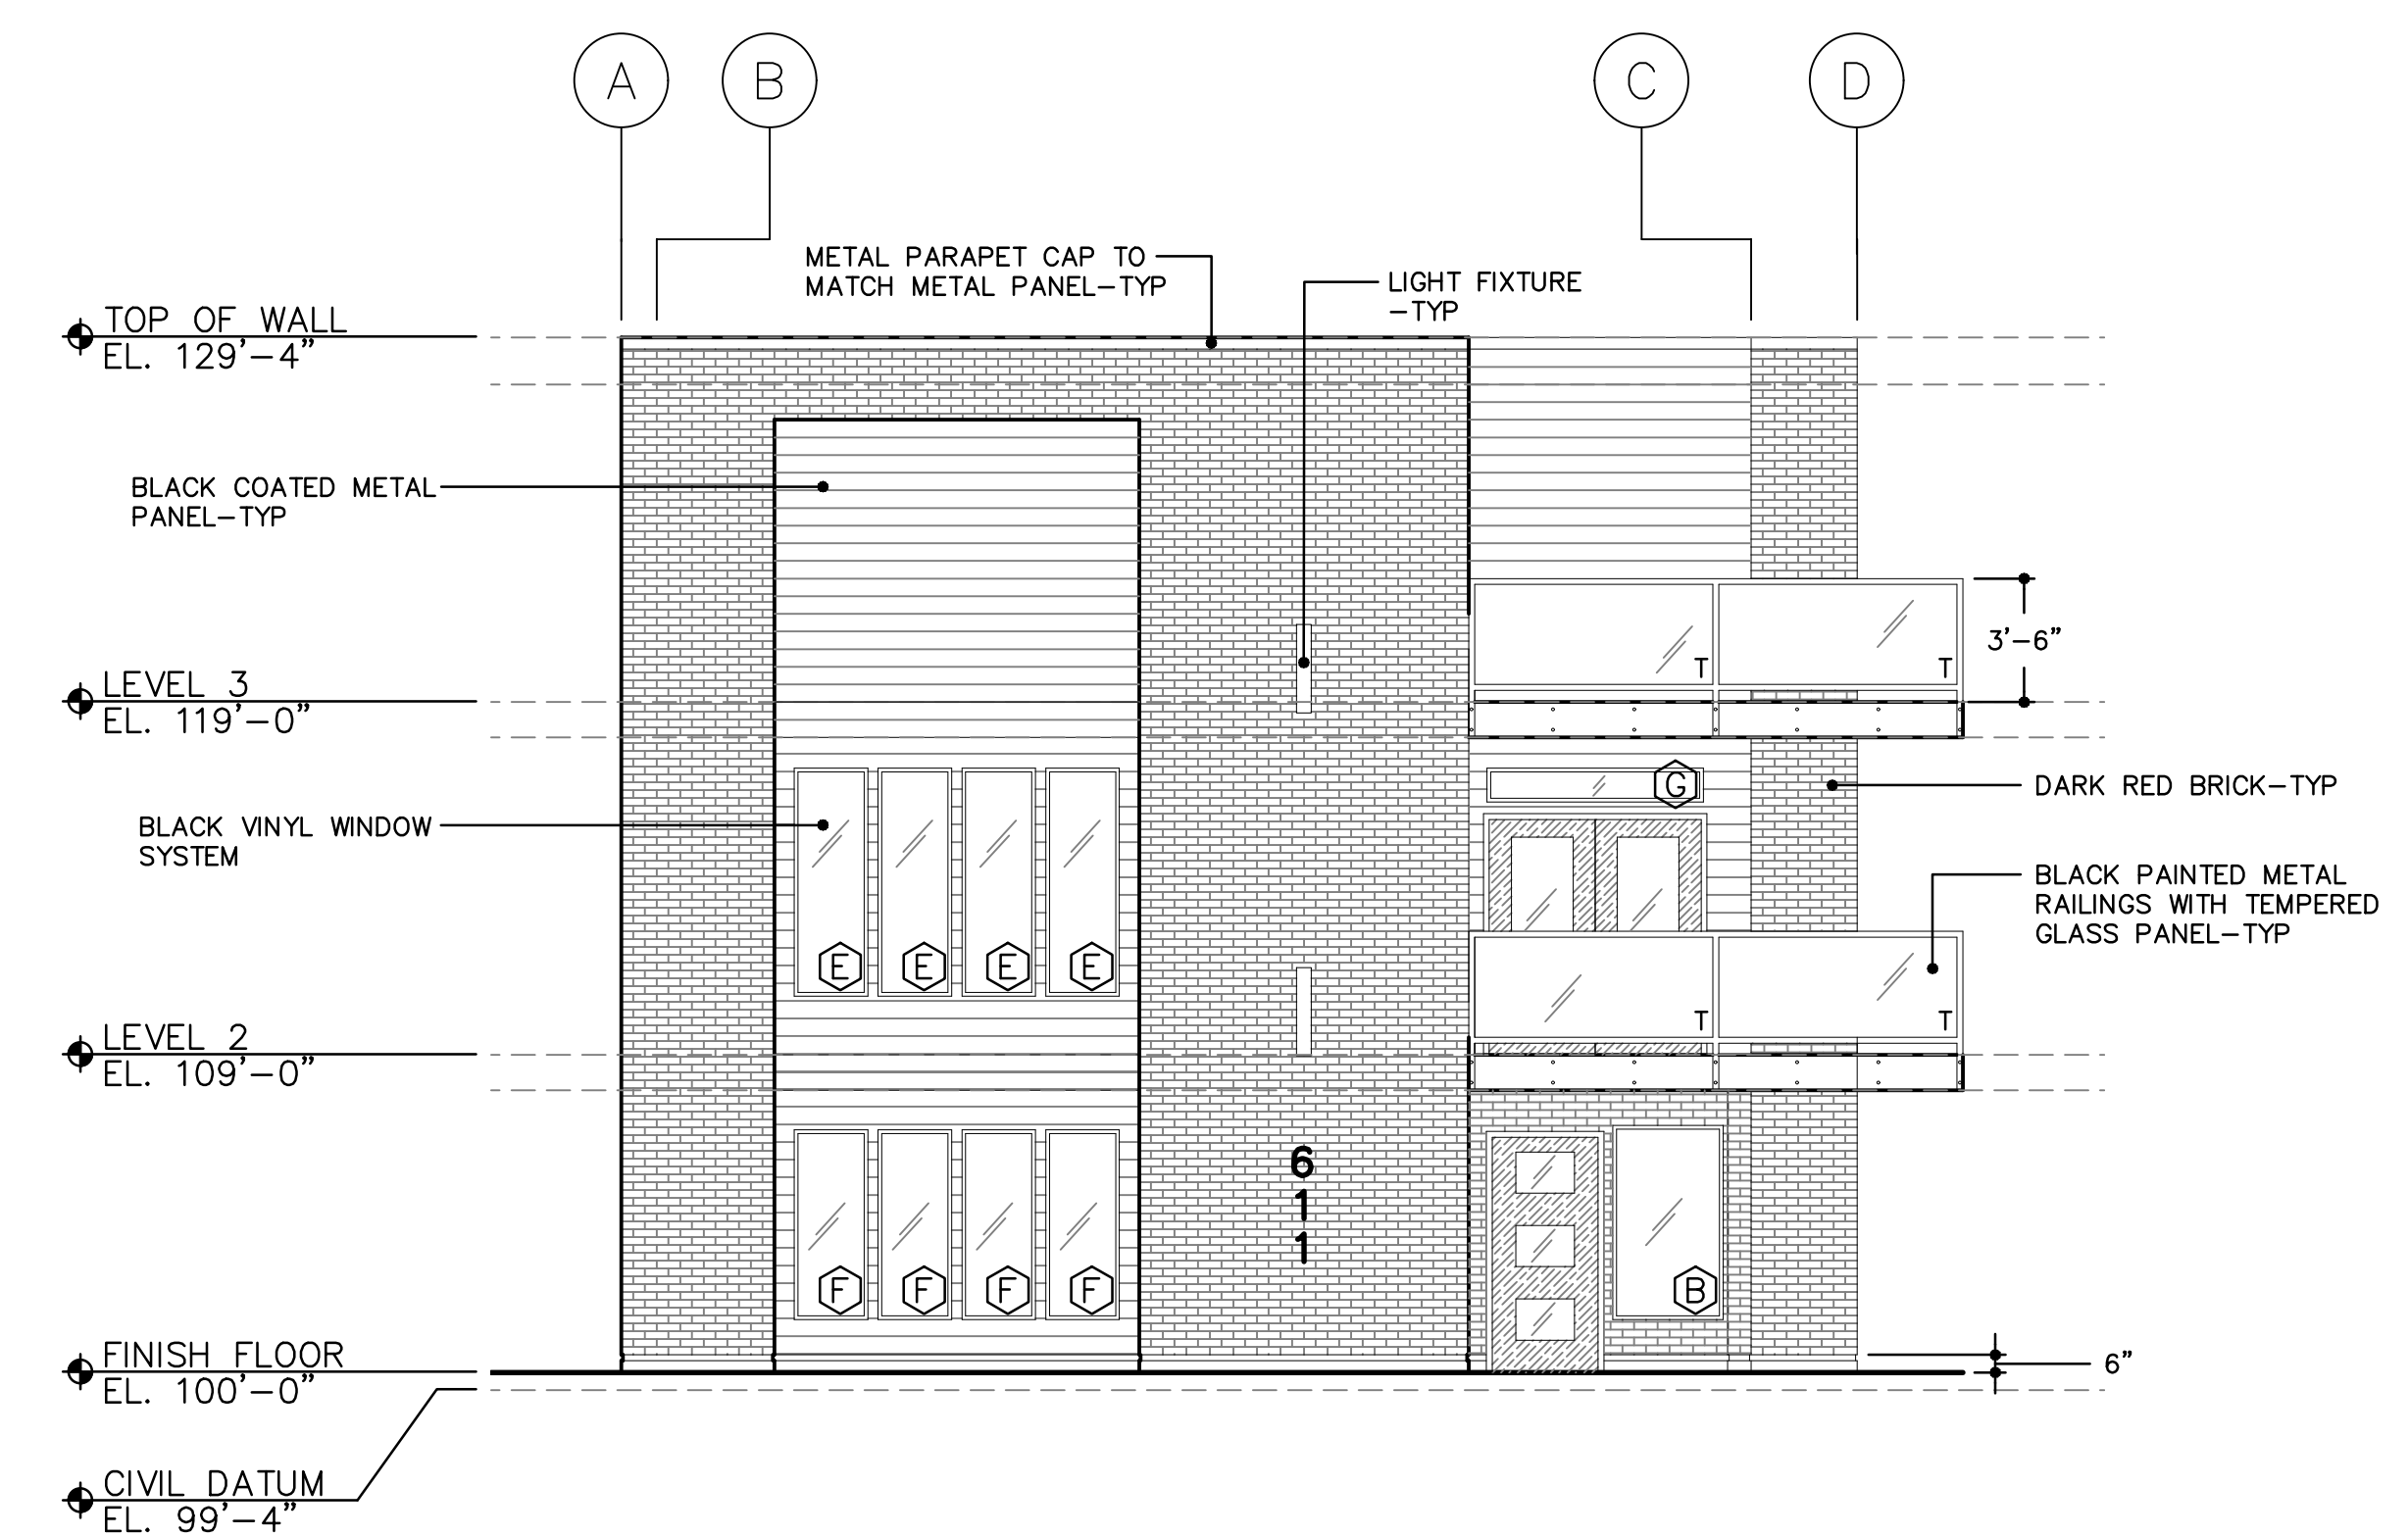 A
B
C
D
METAL PARAPET CAP TO
MATCH METAL PANEL-TYP
LIGHT FIXTURE
-TYP
TOP OF WALL
EL. 129'-4"
BLACK COATED METAL
PANEL-TYP
3'-6"
T
T
LEVEL 3
EL. 119'-0"
G
DARK RED BRICK-TYP
BLACK VINYL WINDOW
SYSTEM
BLACK PAINTED METAL
RAILINGS WITH TEMPERED
GLASS PANEL-TYP
E
E
E
E
T
T
LEVEL 2
EL. 109'-0"
6
1
1
F
F
F
F
B
FINISH FLOOR
EL. 100'-0"
6"
CIVIL DATUM
EL. 99'-4"